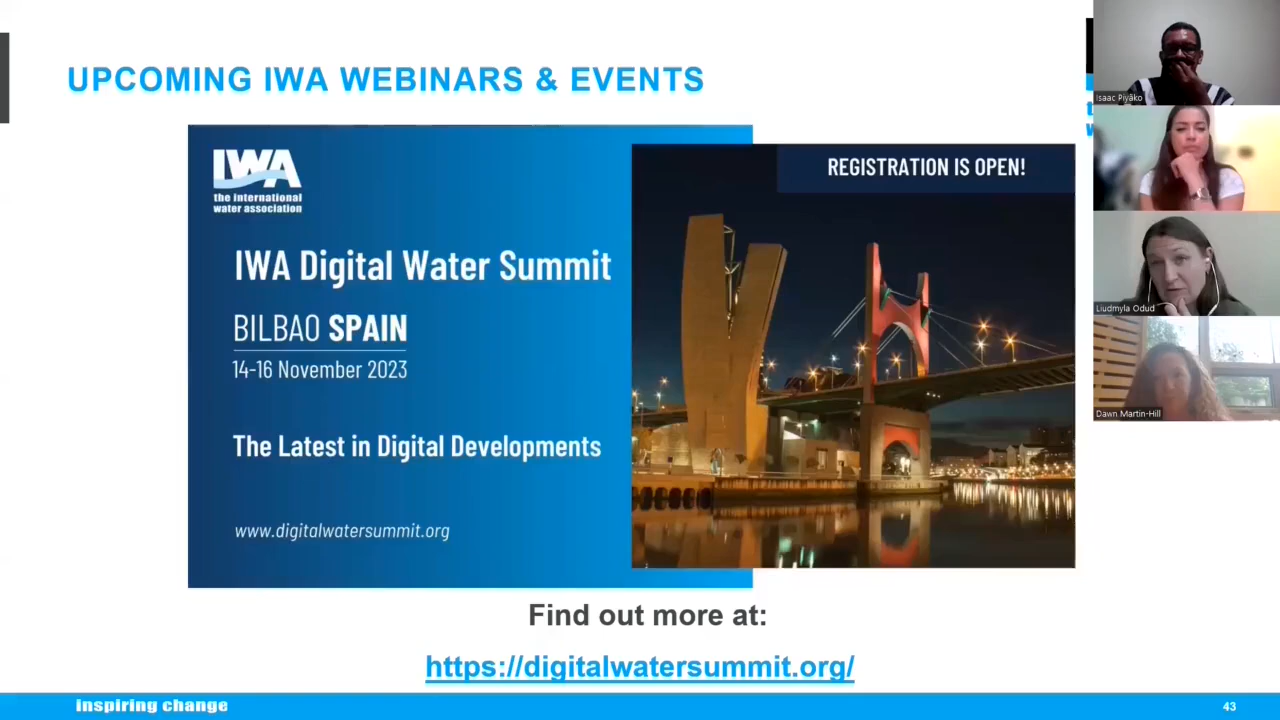 UPCOMING IWA WEBINARS & EVENTS
IWA
the international
water association
IWA Digital Water Summit
BILBAO SPAIN
14-16 November 2023
The Latest in Digital Developments
www.digitalwatersummit.org
REGISTRATION IS OPEN!
Find out more at:
https://digitalwatersummit.org/
inspiring change
43
Isaac Piyãko
Liudmyla Odud
Dawn Martin-Hill